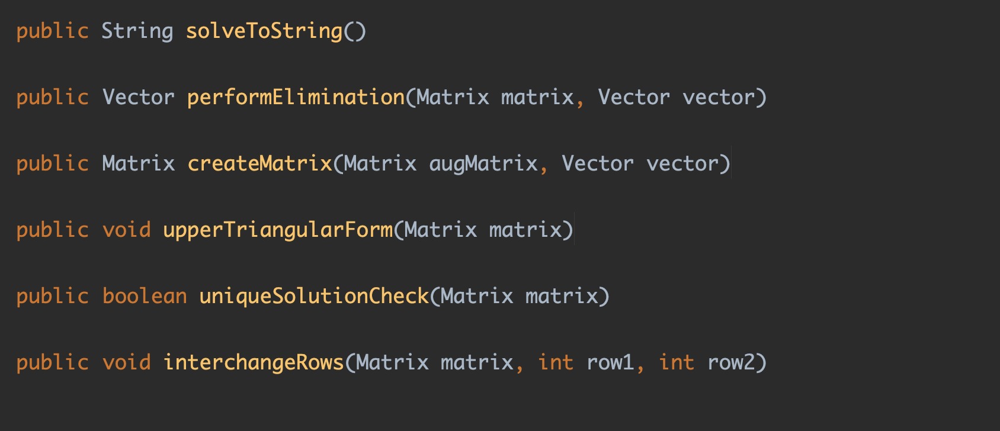 public String solveToString()
public Vector performElimination(Matrix matrix, Vector vector)
public Matrix createMatrix(Matrix augMatrix, Vector vector)
public void upperTriangularForm(Matrix matrix)
public boolean uniqueSolutionCheck(Matrix matrix)
public void interchangeRows(Matrix matrix, int row1, int row2)